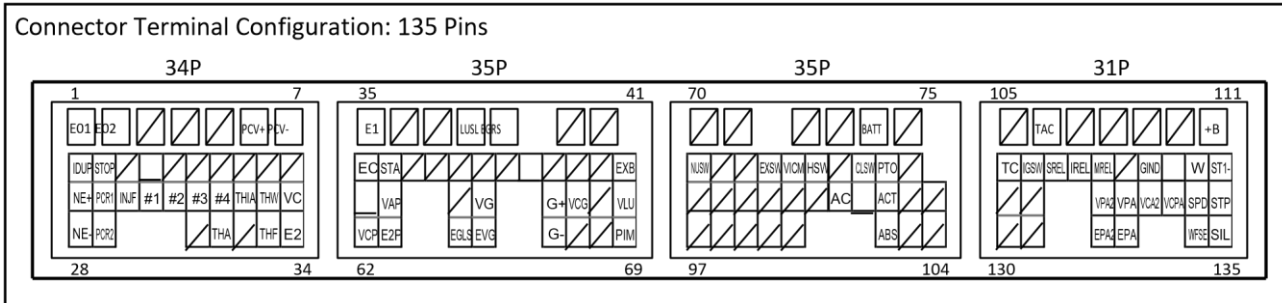 Connector Terminal Configuration: 135 Pins
34P 35P 35P 31P
1 7 35 41 70 75 105 111
EO1 EO2 PCV+ PCV- E1 LUSL EGRS BATT TAC +B
IDUP STOP EC STA EXB NUSW EXSW VICM HSW CLSW PTO TC IGSW SREL IREL MREL GIND W ST1-
NE+ PCR1 INJF #1 #2 #3 #4 THIA THW VC VAP VG G+ VCG VLU AC ACT VPA2 VPA VCA2 VCPA SPD STP
NE- PCR2 THA THF E2 VCP E2P EGLS EVG G- PIM ABS EPA2 EPA WFSE SIL
28 34 62 69 97 104 130 135